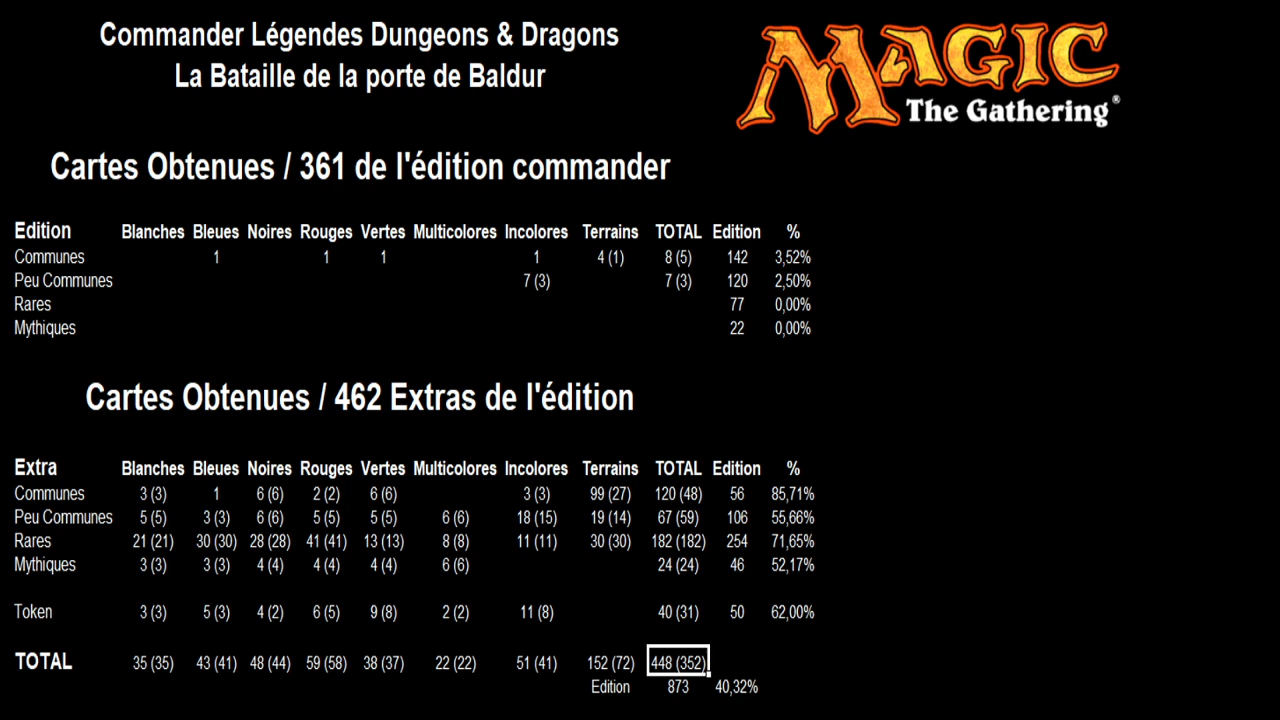 Commander Légendes Dungeons & Dragons
La Bataille de la porte de Baldur
MAGIC
The Gathering®
Cartes Obtenues / 361 de l'édition commander
Edition Blanches Bleues Noires Rouges Vertes Multicolores Incolores Terrains TOTAL Edition %
Communes 1 1 1 1 4 (1) 8 (5) 142 3,52%
Peu Communes 7 (3) 7 (3) 120 2,50%
Rares 77 0,00%
Mythiques 22 0,00%
Cartes Obtenues / 462 Extras de l'édition
Extra Blanches Bleues Noires Rouges Vertes Multicolores Incolores Terrains TOTAL Edition %
Communes 3 (3) 1 6 (6) 2 (2) 6 (6) 3 (3) 99 (27) 120 (48) 56 85,71%
Peu Communes 5 (5) 3 (3) 6 (6) 5 (5) 5 (5) 6 (6) 18 (15) 19 (14) 67 (59) 106 55,66%
Rares 21 (21) 30 (30) 28 (28) 41 (41) 13 (13) 8 (8) 11 (11) 30 (30) 182 (182) 254 71,65%
Mythiques 3 (3) 3 (3) 4 (4) 4 (4) 4 (4) 6 (6) 24 (24) 46 52,17%
Token 3 (3) 5 (3) 4 (2) 6 (5) 9 (8) 2 (2) 11 (8) 40 (31) 50 62,00%
TOTAL 35 (35) 43 (41) 48 (44) 59 (58) 38 (37) 22 (22) 51 (41) 152 (72) 448 (352)
Edition 873 40,32%